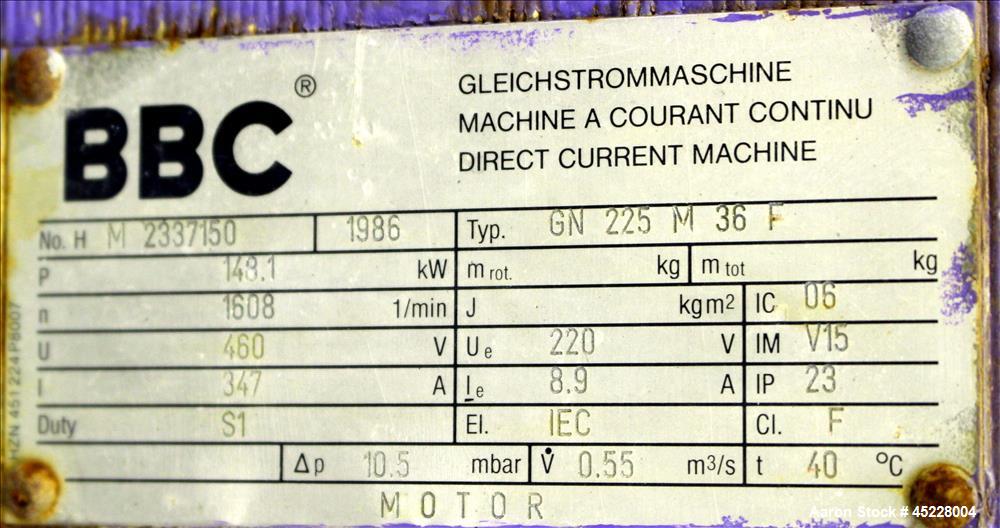 BBC®
GLEICHSTROMMASCHINE
MACHINE A COURANT CONTINU
DIRECT CURRENT MACHINE
No. H M 2337150 1986 Typ. GN 225 M 36 F
P 148.1 kW m rot. kg m tot kg
n 1608 1/min J kgm² IC 06
U 460 V Ue 220 V IM V15
I 347 A Ie 8.9 A IP 23
Duty S1 El. IEC Cl. F
Δp 10.5 mbar V̇ 0.55 m³/s t 40 °C
MOTOR
Aaron Stock # 45228004